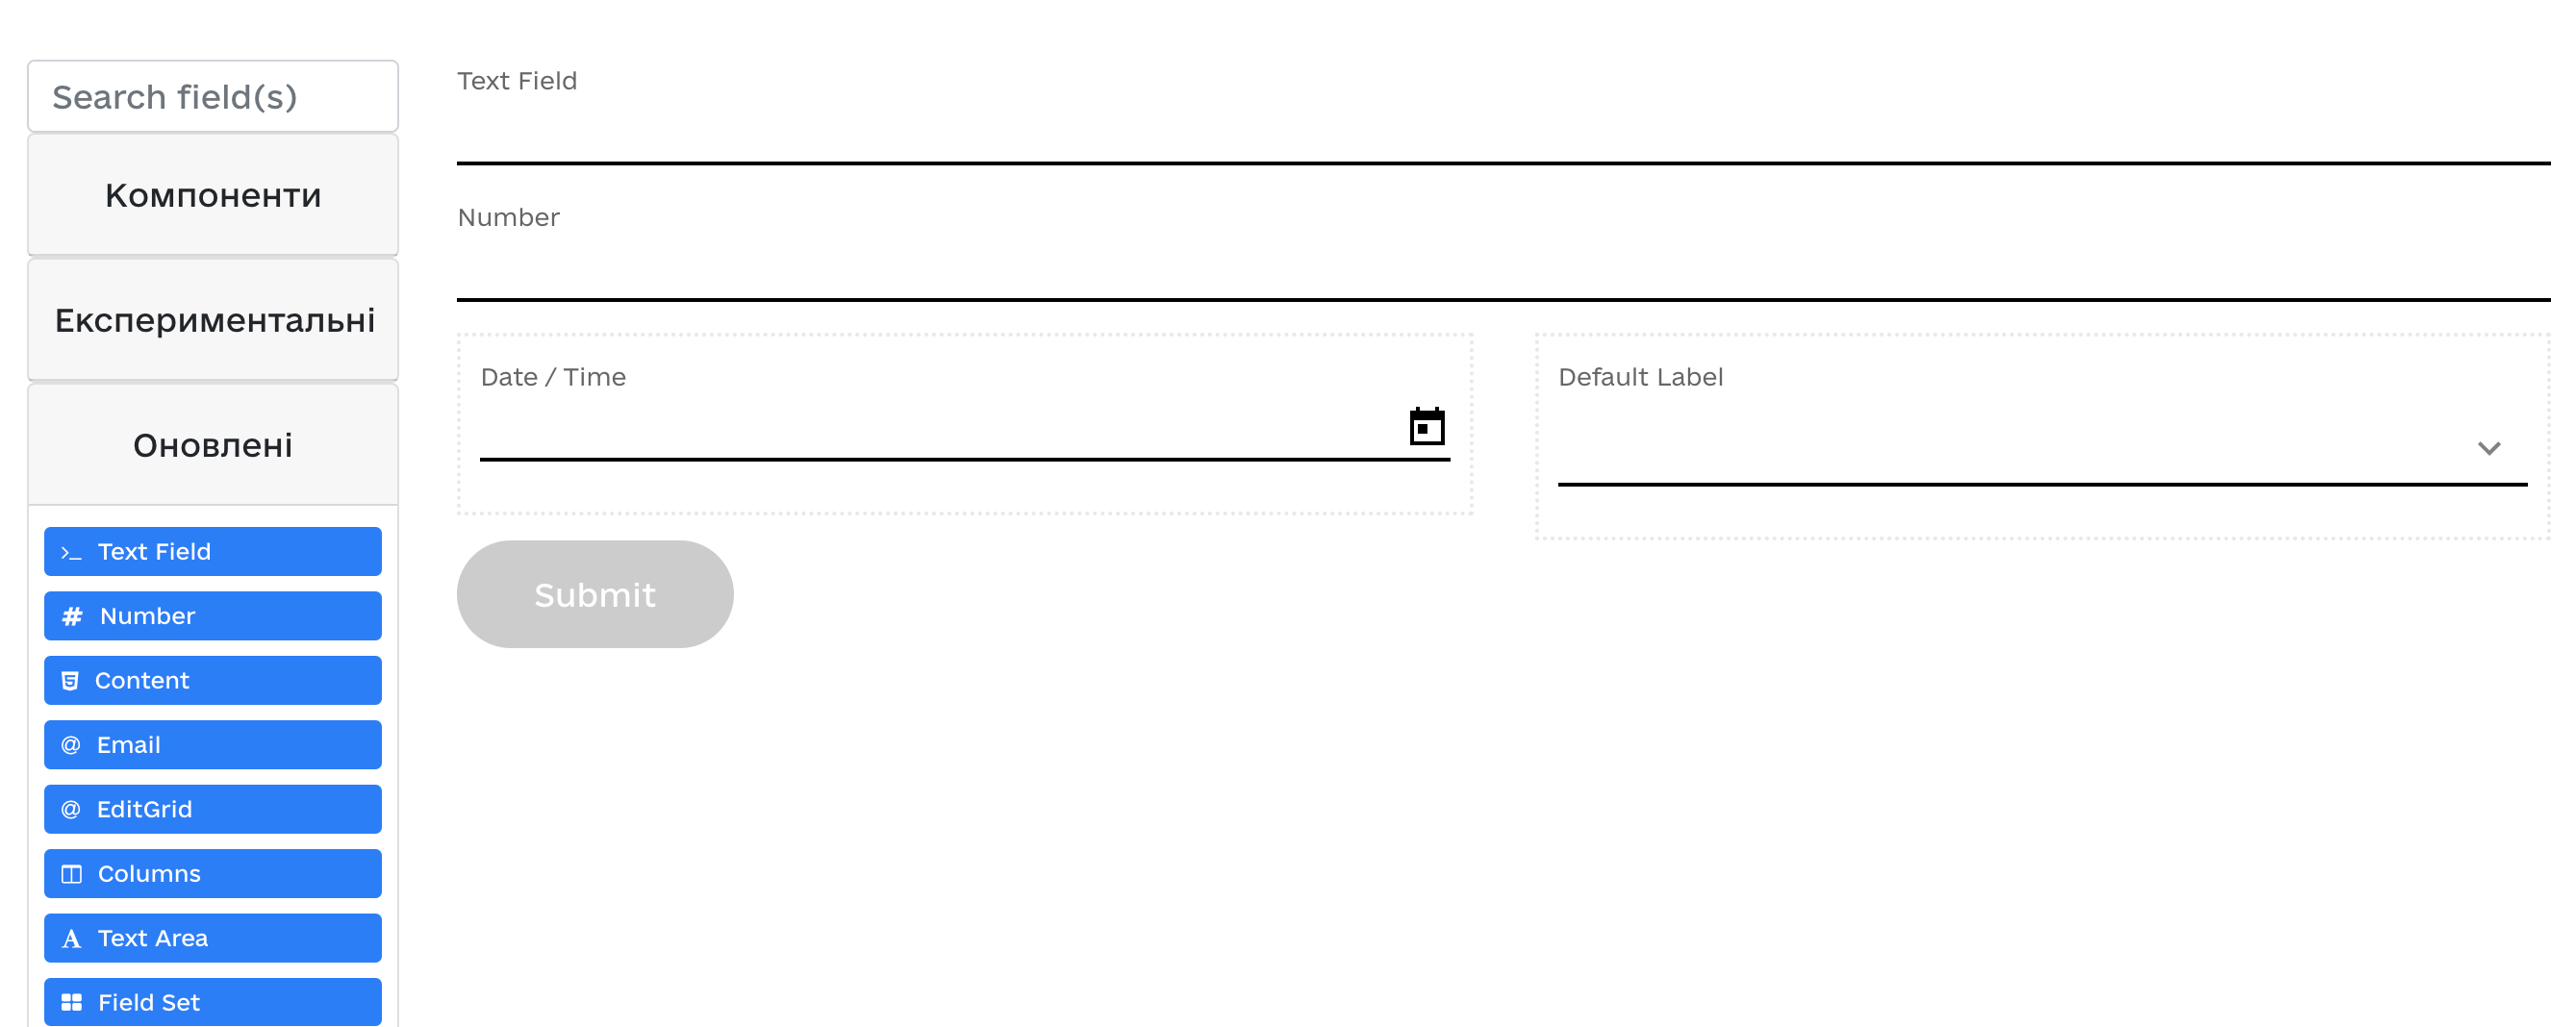 Search field(s)
Компоненти
Експериментальні
Оновлені
>_ Text Field
# Number
Content
@ Email
@ EditGrid
Columns
A Text Area
Field Set
Text Field
Number
Date / Time
Default Label
Submit